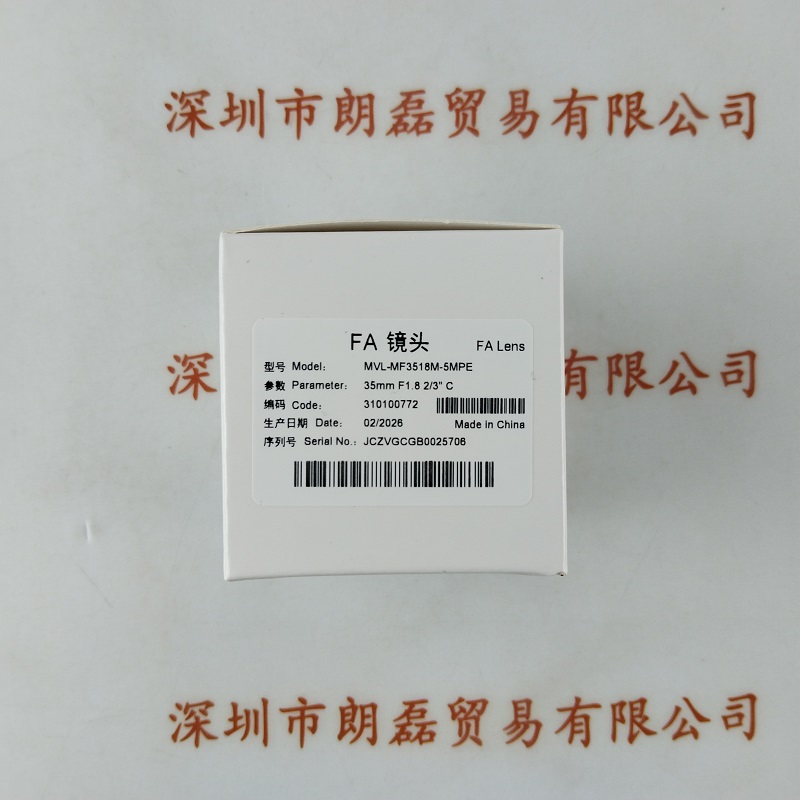 深圳市朗磊贸易有限公司
FA 镜头 FA Lens
型号 Model: MVL-MF3518M-5MPE
深 限公司
参数 Parameter: 35mm F1.8 2/3" C
编码 Code: 310100772
生产日期 Date: 02/2026 Made in China
序列号 Serial No.: JCZVGCGB0025706
深圳市朗磊贸易有限公司